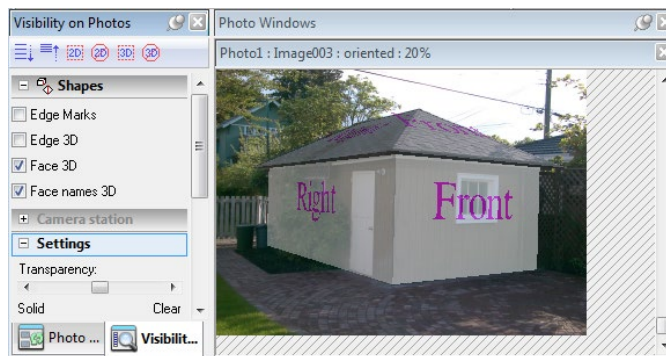 Visibility on Photos
2D 2D 3D 3D
Shapes
Edge Marks
Edge 3D
Face 3D
Face names 3D
Camera station
Settings
Transparency:
Solid Clear
Photo ... Visibilit...
Photo Windows
Photo1 : Image003 : oriented : 20%
Front
Right
Front